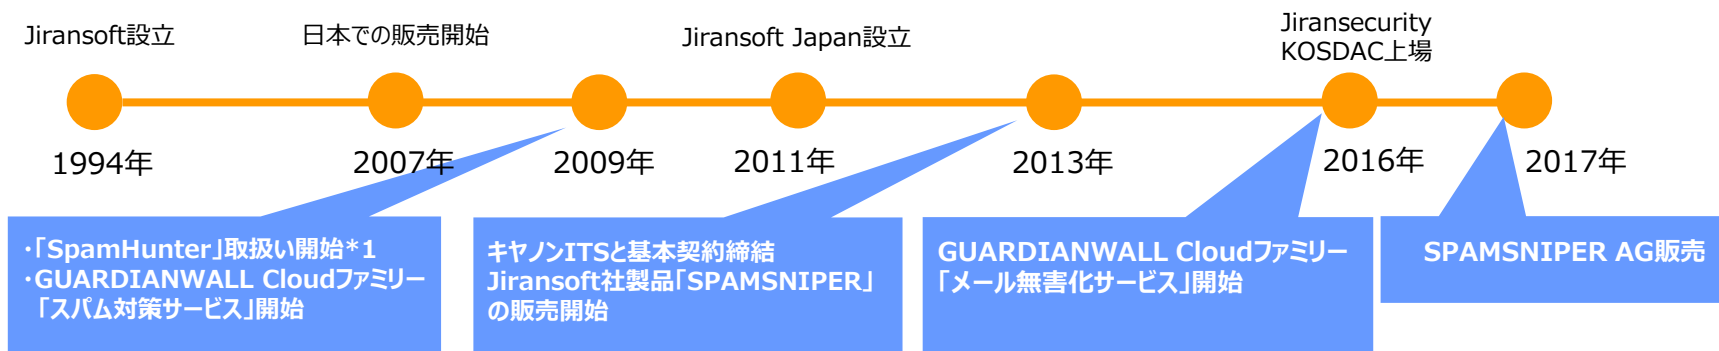 Jiransoft設立
日本での販売開始
Jiransoft Japan設立
Jiransecurity
KOSDAC上場
1994年
2007年
2009年
2011年
2013年
2016年
2017年
・「SpamHunter」取扱い開始*1
・GUARDIANWALL Cloudファミリー
「スパム対策サービス」開始
キヤノンITSと基本契約締結
Jiransoft社製品「SPAMSNIPER」
の販売開始
GUARDIANWALL Cloudファミリー
「メール無害化サービス」開始
SPAMSNIPER AG販売